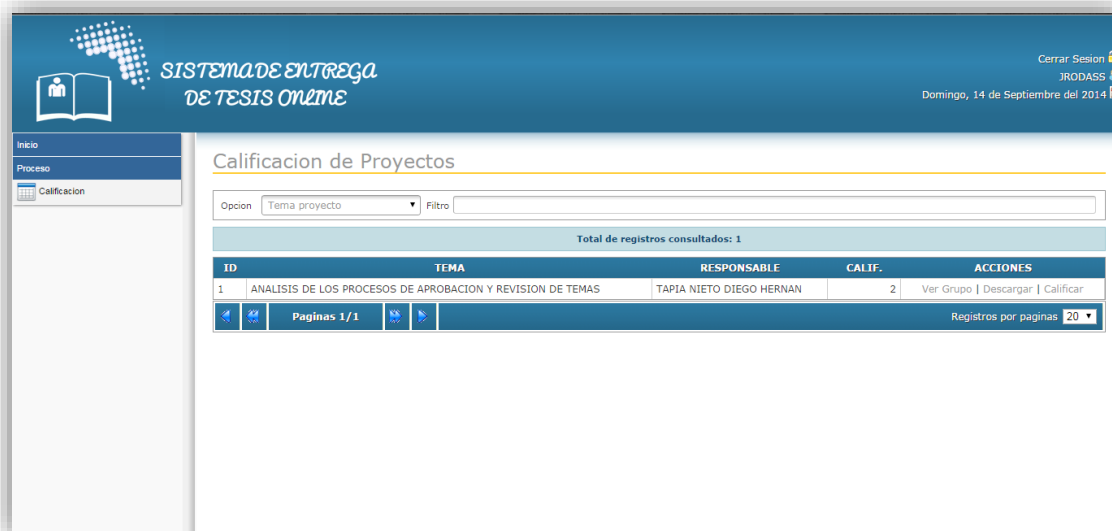 SISTEMA DE ENTREGA
DE TESIS ONLINE
Cerrar Sesion
JRODASS
Domingo, 14 de Septiembre del 2014
Inicio
Proceso
Calificacion
Calificacion de Proyectos
Opcion Tema proyecto Filtro
Total de registros consultados: 1
ID TEMA RESPONSABLE CALIF. ACCIONES
1 ANALISIS DE LOS PROCESOS DE APROBACION Y REVISION DE TEMAS TAPIA NIETO DIEGO HERNAN 2 Ver Grupo | Descargar | Calificar
Paginas 1/1 Registros por paginas 20